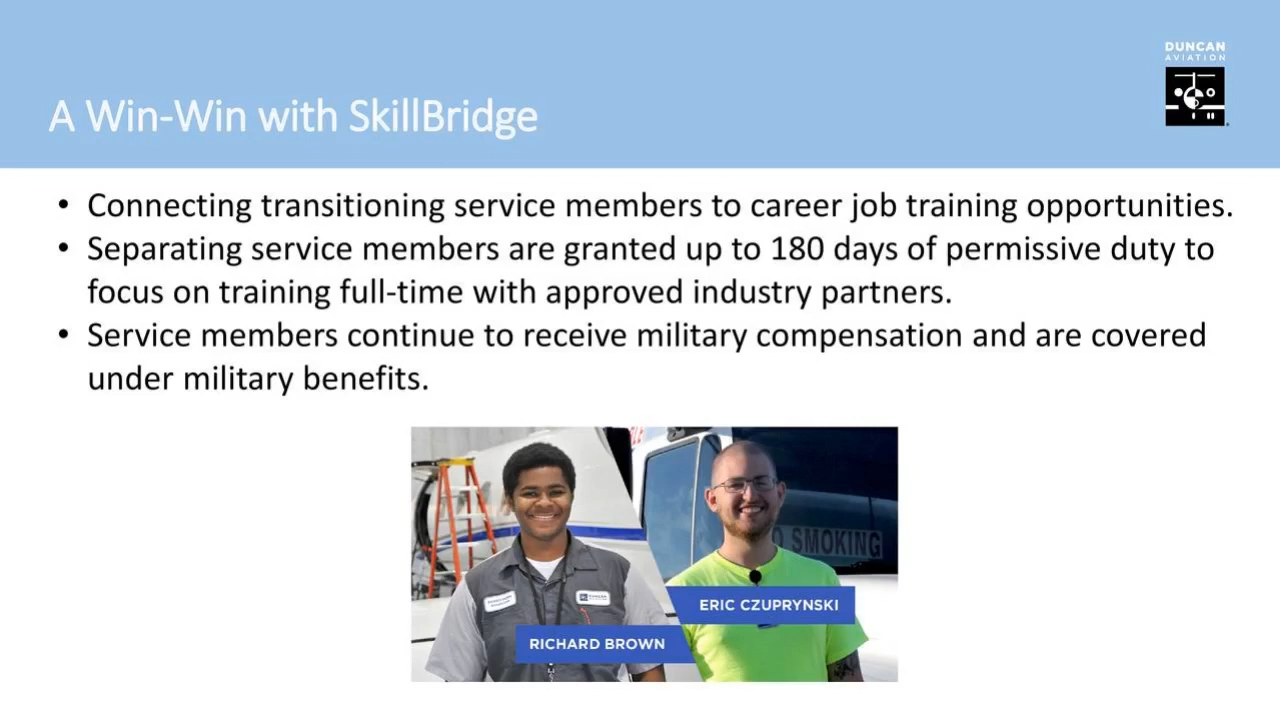 DUNCAN
AVIATION
A Win-Win with SkillBridge
• Connecting transitioning service members to career job training opportunities.
• Separating service members are granted up to 180 days of permissive duty to
focus on training full-time with approved industry partners.
• Service members continue to receive military compensation and are covered
under military benefits.
SMOKING
DUNCAN
ERIC CZUPRYNSKI
RICHARD BROWN